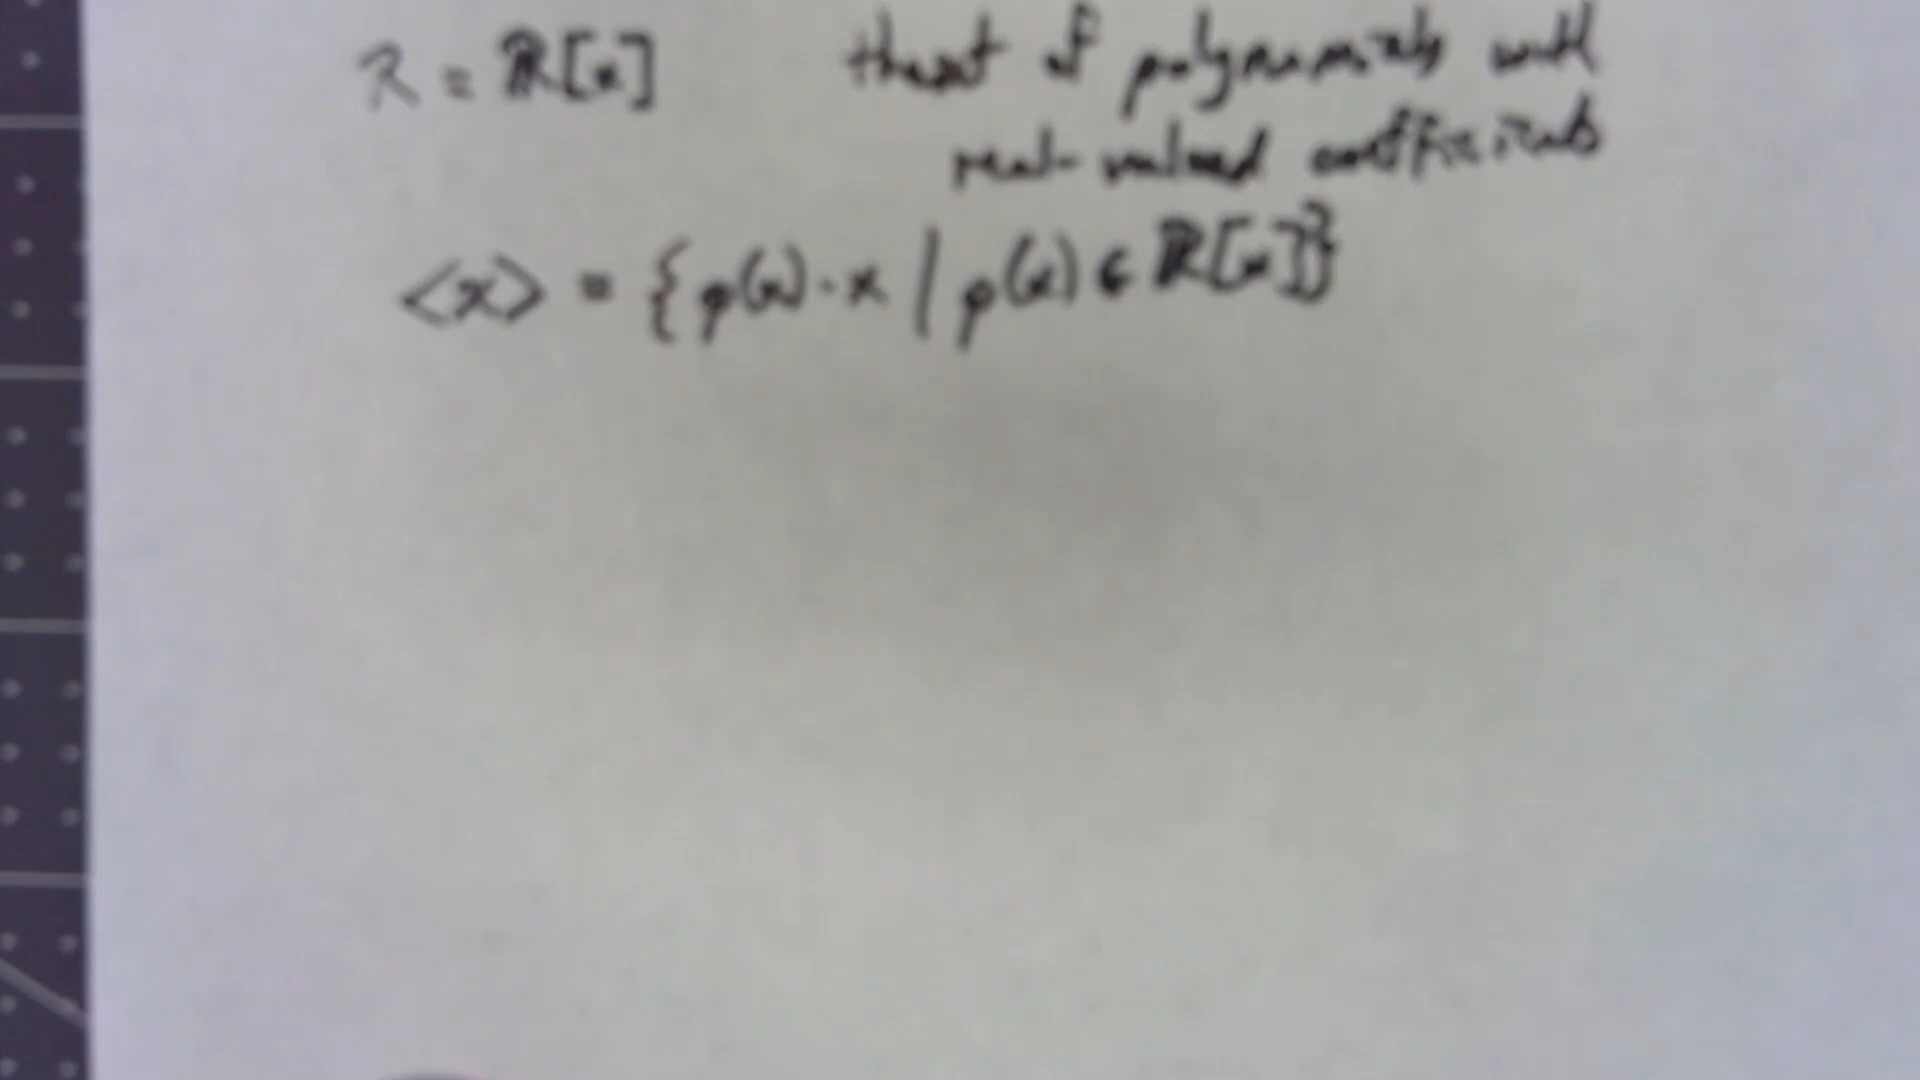 R = ℝ[x] the set of polynomials with
real-valued coefficients
<x> = {p(x)·x | p(x) ∈ ℝ[x]}